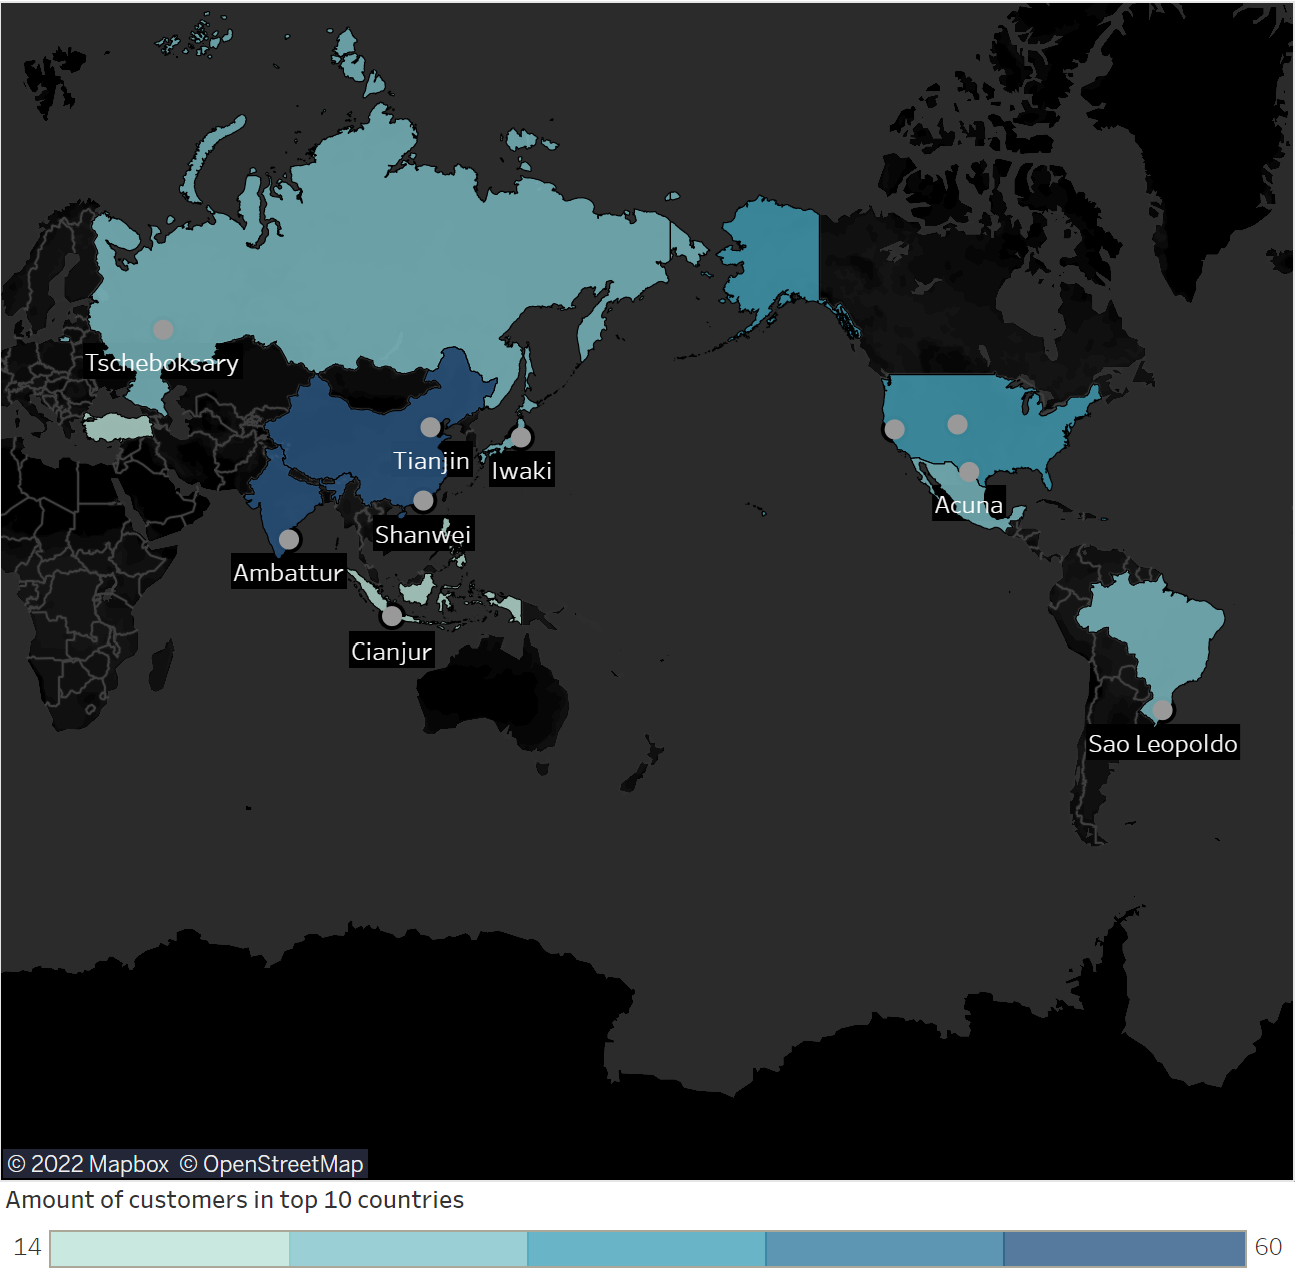 Tscheboksary
Tianjin
Iwaki
Acuna
Shanwei
Ambattur
Cianjur
Sao Leopoldo
© 2022 Mapbox © OpenStreetMap
Amount of customers in top 10 countries
14
60